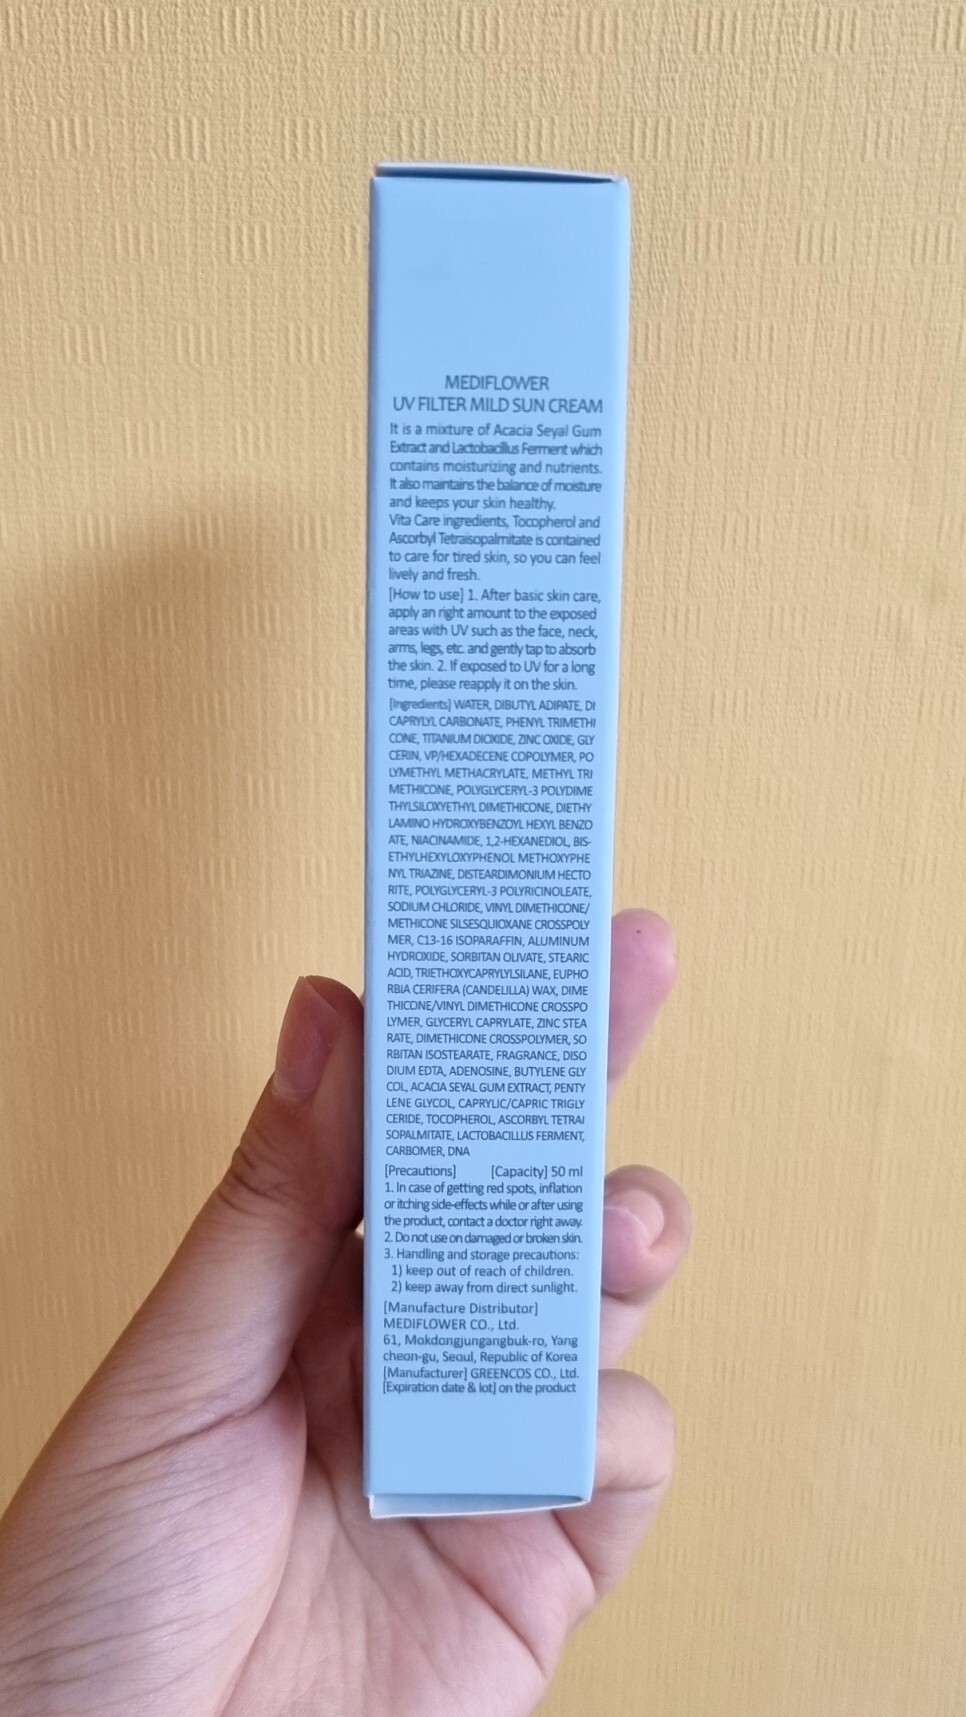 MEDIFLOWER
UV FILTER MILD SUN CREAM
It is a mixture of Acacia Seyal Gum
Extract and Lactobacillus Ferment which
contains moisturizing and nutrients.
It also maintains the balance of moisture
and keeps your skin healthy.
Vita Care ingredients, Tocopherol and
Ascorbyl Tetraisopalmitate is contained
to care for tired skin, so you can feel
lively and fresh.
[How to use] 1. After basic skin care,
apply an right amount to the exposed
areas with UV such as the face, neck,
arms, legs, etc. and gently tap to absorb
the skin. 2. If exposed to UV for a long
time, please reapply it on the skin.
[Ingredients] WATER, DIBUTYL ADIPATE, DI
CAPRYLYL CARBONATE, PHENYL TRIMETHI
CONE, TITANIUM DIOXIDE, ZINC OXIDE, GLY
CERIN, VP/HEXADECENE COPOLYMER, PO
LYMETHYL METHACRYLATE, METHYL TRI
METHICONE, POLYGLYCERYL-3 POLYDIME
THYLSILOXYETHYL DIMETHICONE, DIETHY
LAMINO HYDROXYBENZOYL HEXYL BENZO
ATE, NIACINAMIDE, 1,2-HEXANEDIOL, BIS-
ETHYLHEXYLOXYPHENOL METHOXYPHE
NYL TRIAZINE, DISTEARDIMONIUM HECTO
RITE, POLYGLYCERYL-3 POLYRICINOLEATE,
SODIUM CHLORIDE, VINYL DIMETHICONE/
METHICONE SILSESQUIOXANE CROSSPOLY
MER, C13-16 ISOPARAFFIN, ALUMINUM
HYDROXIDE, SORBITAN OLIVATE, STEARIC
ACID, TRIETHOXYCAPRYLYLSILANE, EUPHO
RBIA CERIFERA (CANDELILLA) WAX, DIME
THICONE/VINYL DIMETHICONE CROSSPO
LYMER, GLYCERYL CAPRYLATE, ZINC STEA
RATE, DIMETHICONE CROSSPOLYMER, SO
RBITAN ISOSTEARATE, FRAGRANCE, DISO
DIUM EDTA, ADENOSINE, BUTYLENE GLY
COL, ACACIA SEYAL GUM EXTRACT, PENTY
LENE GLYCOL, CAPRYLIC/CAPRIC TRIGLY
CERIDE, TOCOPHEROL, ASCORBYL TETRAI
SOPALMITATE, LACTOBACILLUS FERMENT,
CARBOMER, DNA
[Precautions] [Capacity] 50 ml
1. In case of getting red spots, inflation
or itching side-effects while or after using
the product, contact a doctor right away.
2. Do not use on damaged or broken skin.
3. Handling and storage precautions:
1) keep out of reach of children.
2) keep away from direct sunlight.
[Manufacture Distributor]
MEDIFLOWER CO., Ltd.
61, Mokdongjungangbuk-ro, Yang
cheon-gu, Seoul, Republic of Korea
[Manufacturer] GREENCOS CO., Ltd.
[Expiration date & lot] on the product